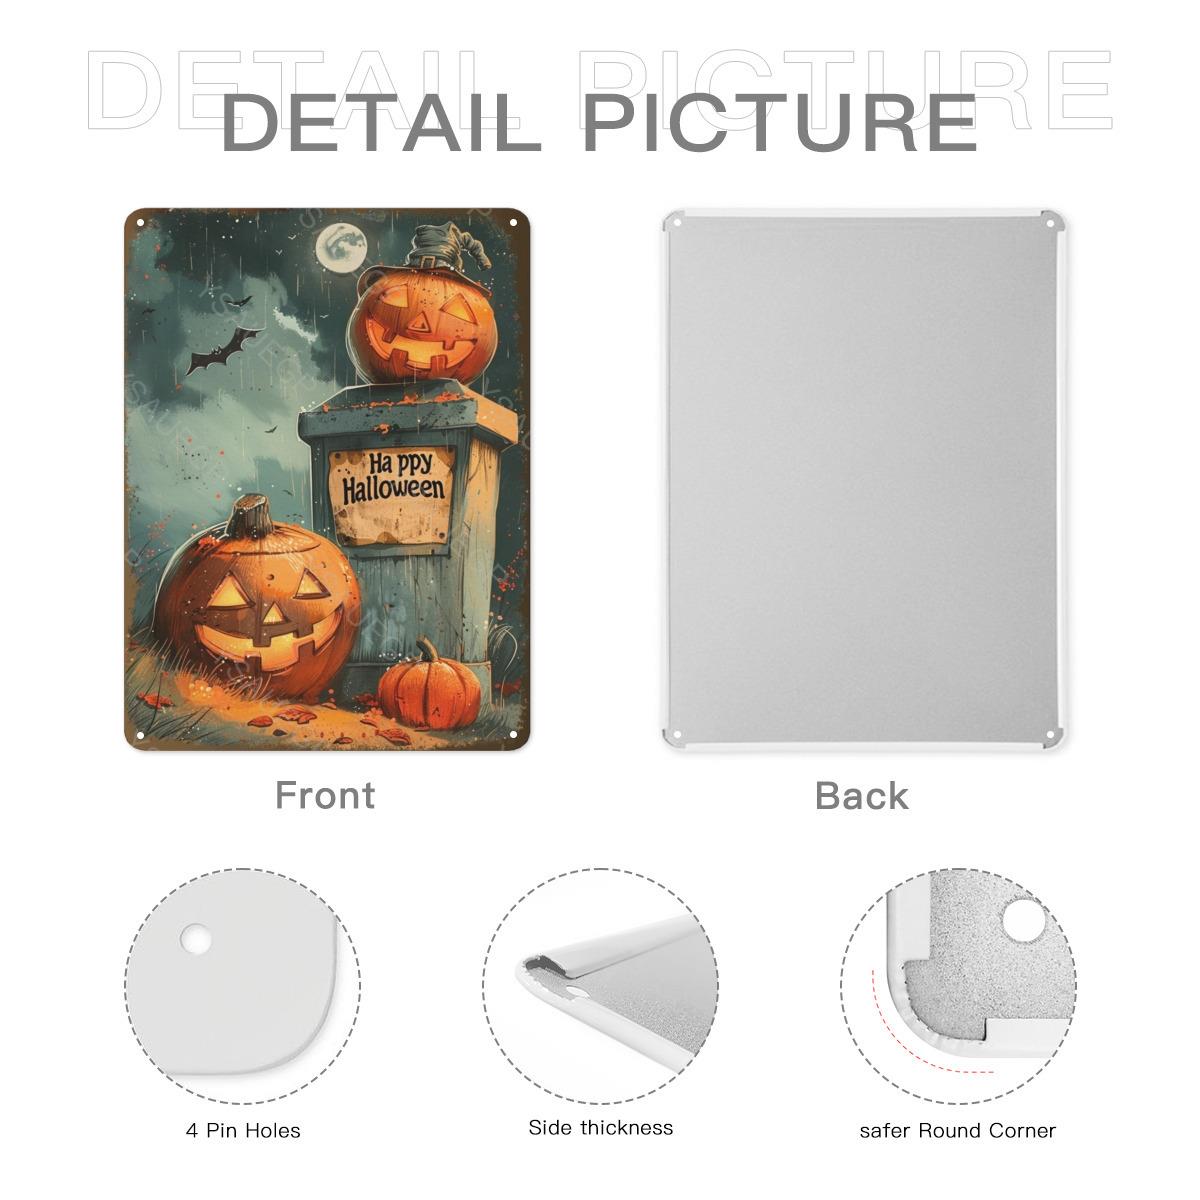 DETAIL PICTURE
DETAIL PICTURE
Ha ppy
Halloween
Front
Back
4 Pin Holes
Side thickness
safer Round Corner